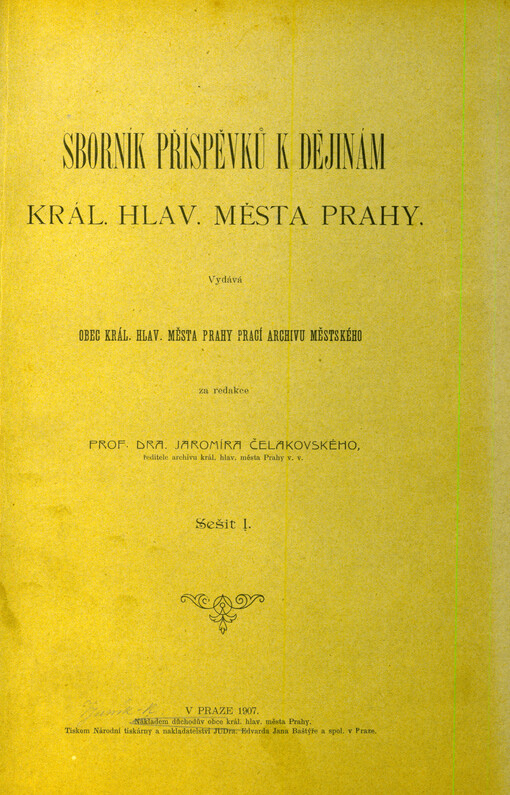 SBORNÍK PŘÍSPĚVKŮ K DĚJINÁM
KRÁL. HLAV. MĚSTA PRAHY.
Vydává
OBEC KRÁL. HLAV. MĚSTA PRAHY PRACÍ ARCHIVU MĚSTSKÉHO
za redakce
PROF. DRA. JAROMÍRA ČELAKOVSKÉHO,
ředitele archivu král. hlav. města Prahy v. v.
Sešit I.
V PRAZE 1907.
Nákladem důchodův obce král. hlav. města Prahy.
Tiskem Národní tiskárny a nakladatelství JUDra. Edvarda Jana Baštýře a spol. v Praze.